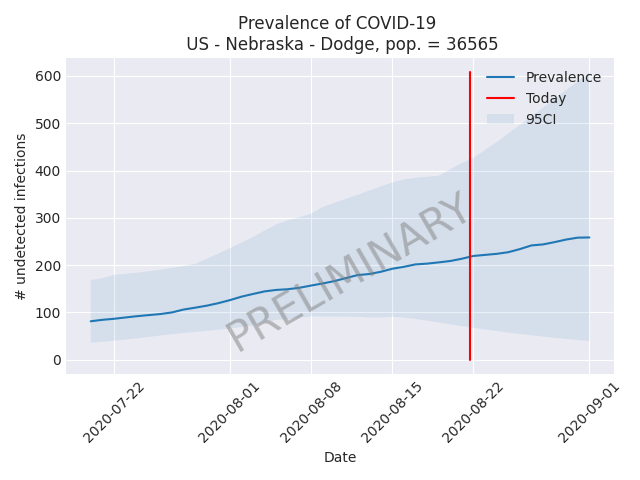 Prevalence of COVID-19
US - Nebraska - Dodge, pop. = 36565
# undetected infections
600
500
400
300
200
100
0
Prevalence
Today
95CI
PRELIMINARY
2020-07-22
2020-08-01
2020-08-08
2020-08-15
2020-08-22
2020-09-01
Date